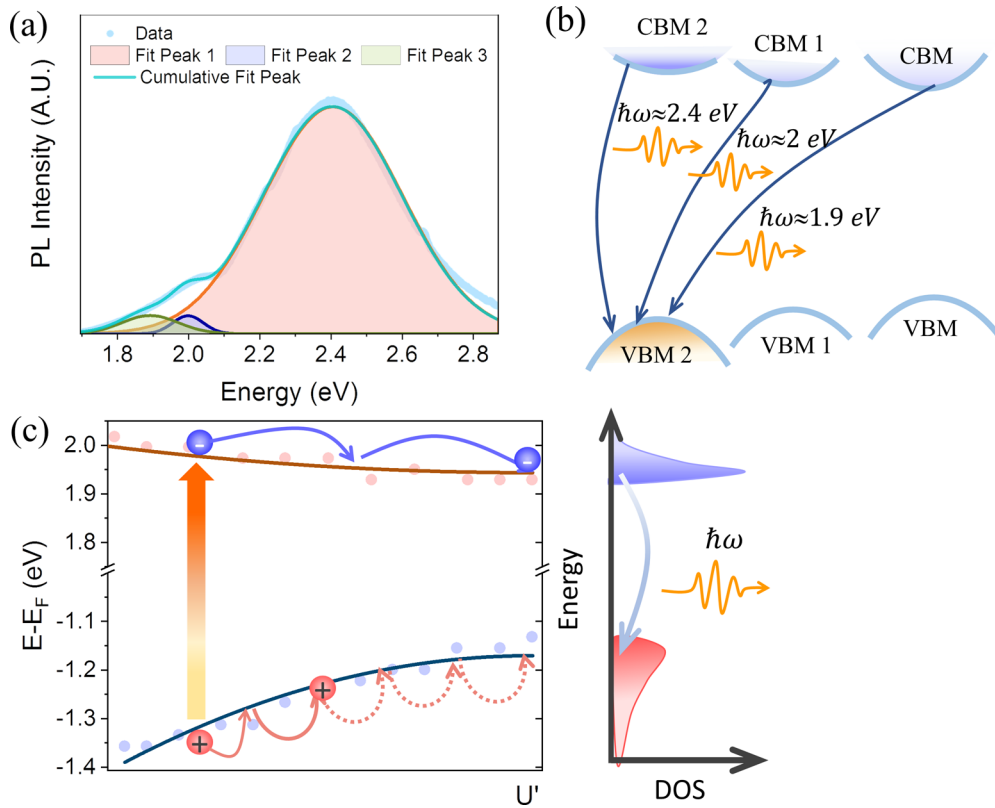 (a)
Data
Fit Peak 1 Fit Peak 2 Fit Peak 3
Cumulative Fit Peak
PL Intensity (A.U.)
1.8 2.0 2.2 2.4 2.6 2.8
Energy (eV)
(b)
CBM 2 CBM 1 CBM
ℏω≈2.4 eV
ℏω≈2 eV
ℏω≈1.9 eV
VBM 2 VBM 1 VBM
(c)
E-E_F (eV)
2.0
1.9
1.8
-1.1
-1.2
-1.3
-1.4
-
-
+
+
U'
Energy
ℏω
DOS